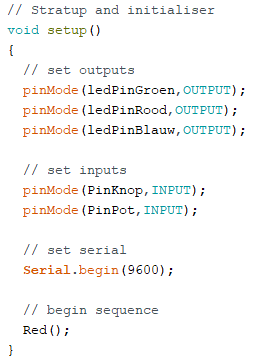 // Stratup and initialiser
void setup()
{
  // set outputs
  pinMode(ledPinGroen,OUTPUT);
  pinMode(ledPinRood,OUTPUT);
  pinMode(ledPinBlauw,OUTPUT);

  // set inputs
  pinMode(PinKnop,INPUT);
  pinMode(PinPot,INPUT);

  // set serial
  Serial.begin(9600);

  // begin sequence
  Red();
}